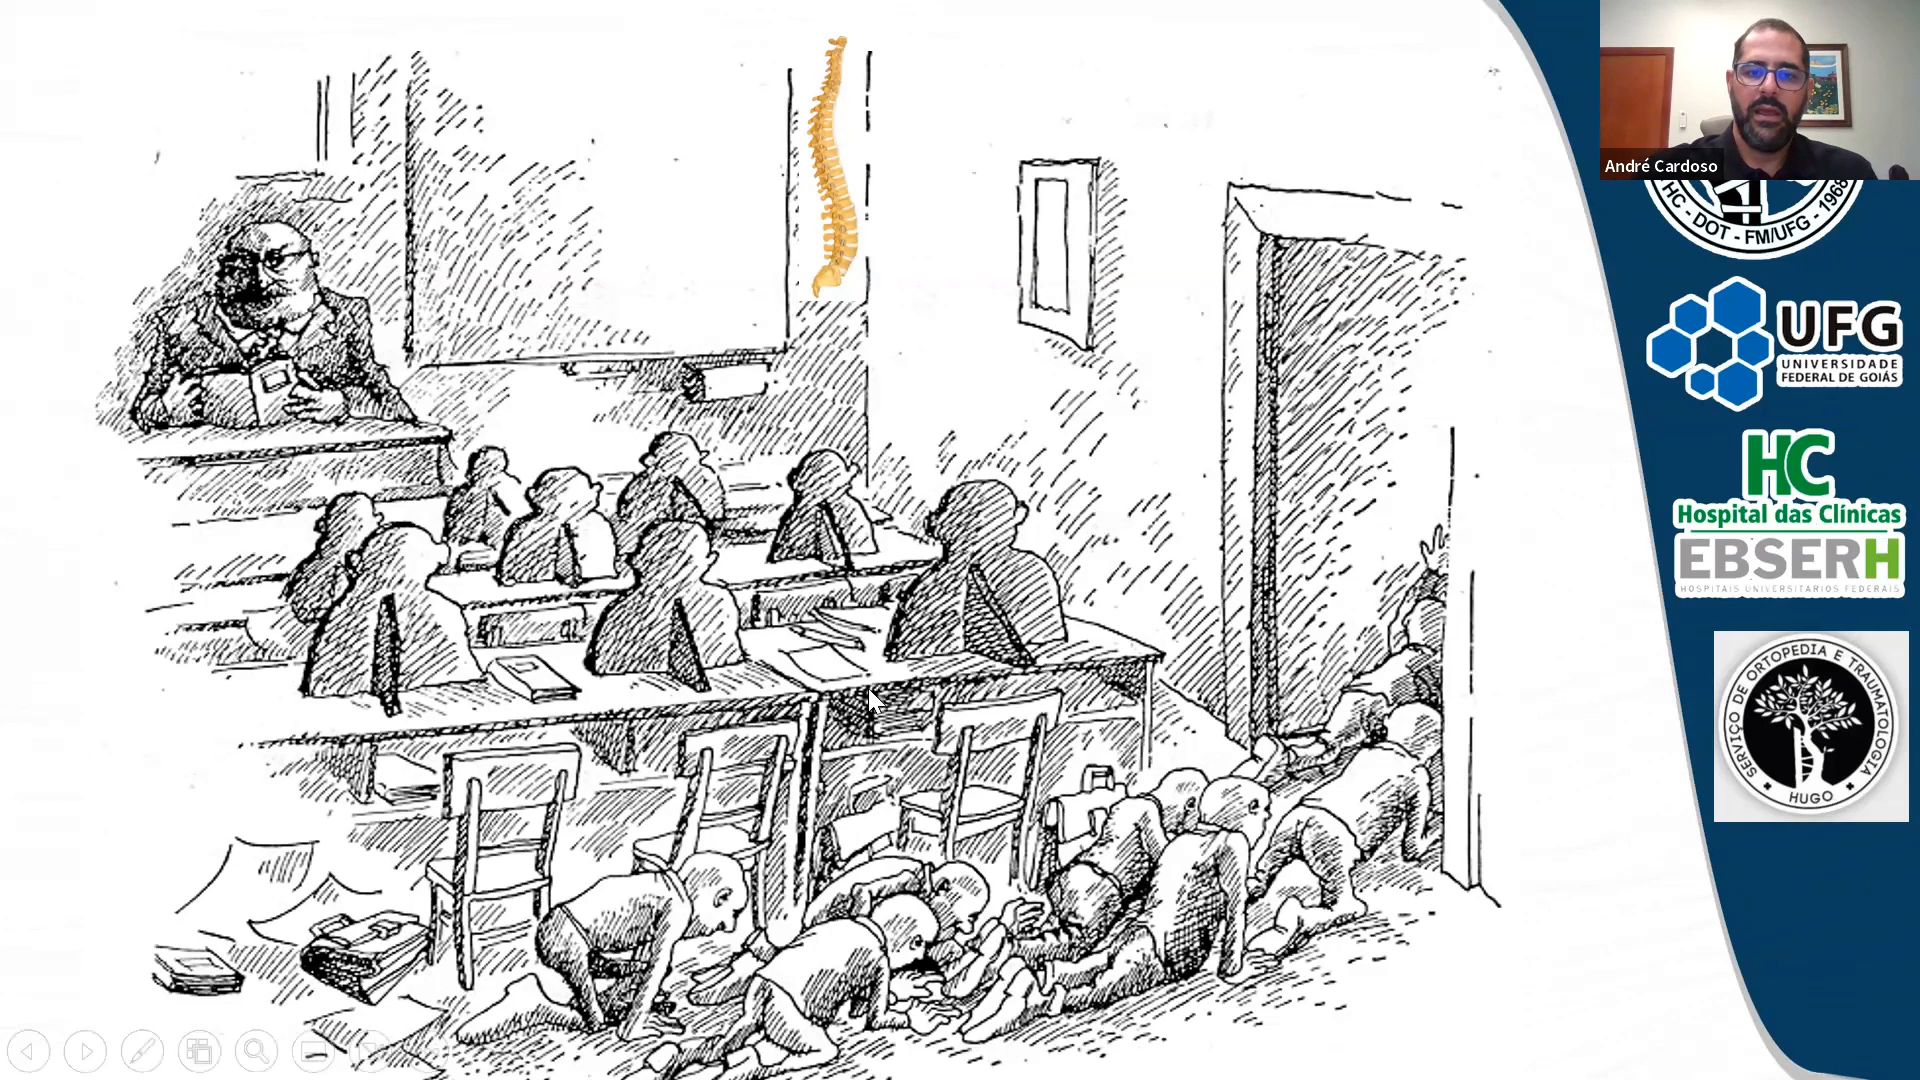 André Cardoso
HC - DOT - FM/UFG - 1968
UFG
UNIVERSIDADE
FEDERAL DE GOIÁS
HC
Hospital das Clínicas
EBSERH
HOSPITAIS UNIVERSITÁRIOS FEDERAIS
SERVIÇO DE ORTOPEDIA E TRAUMATOLOGIA
HUGO